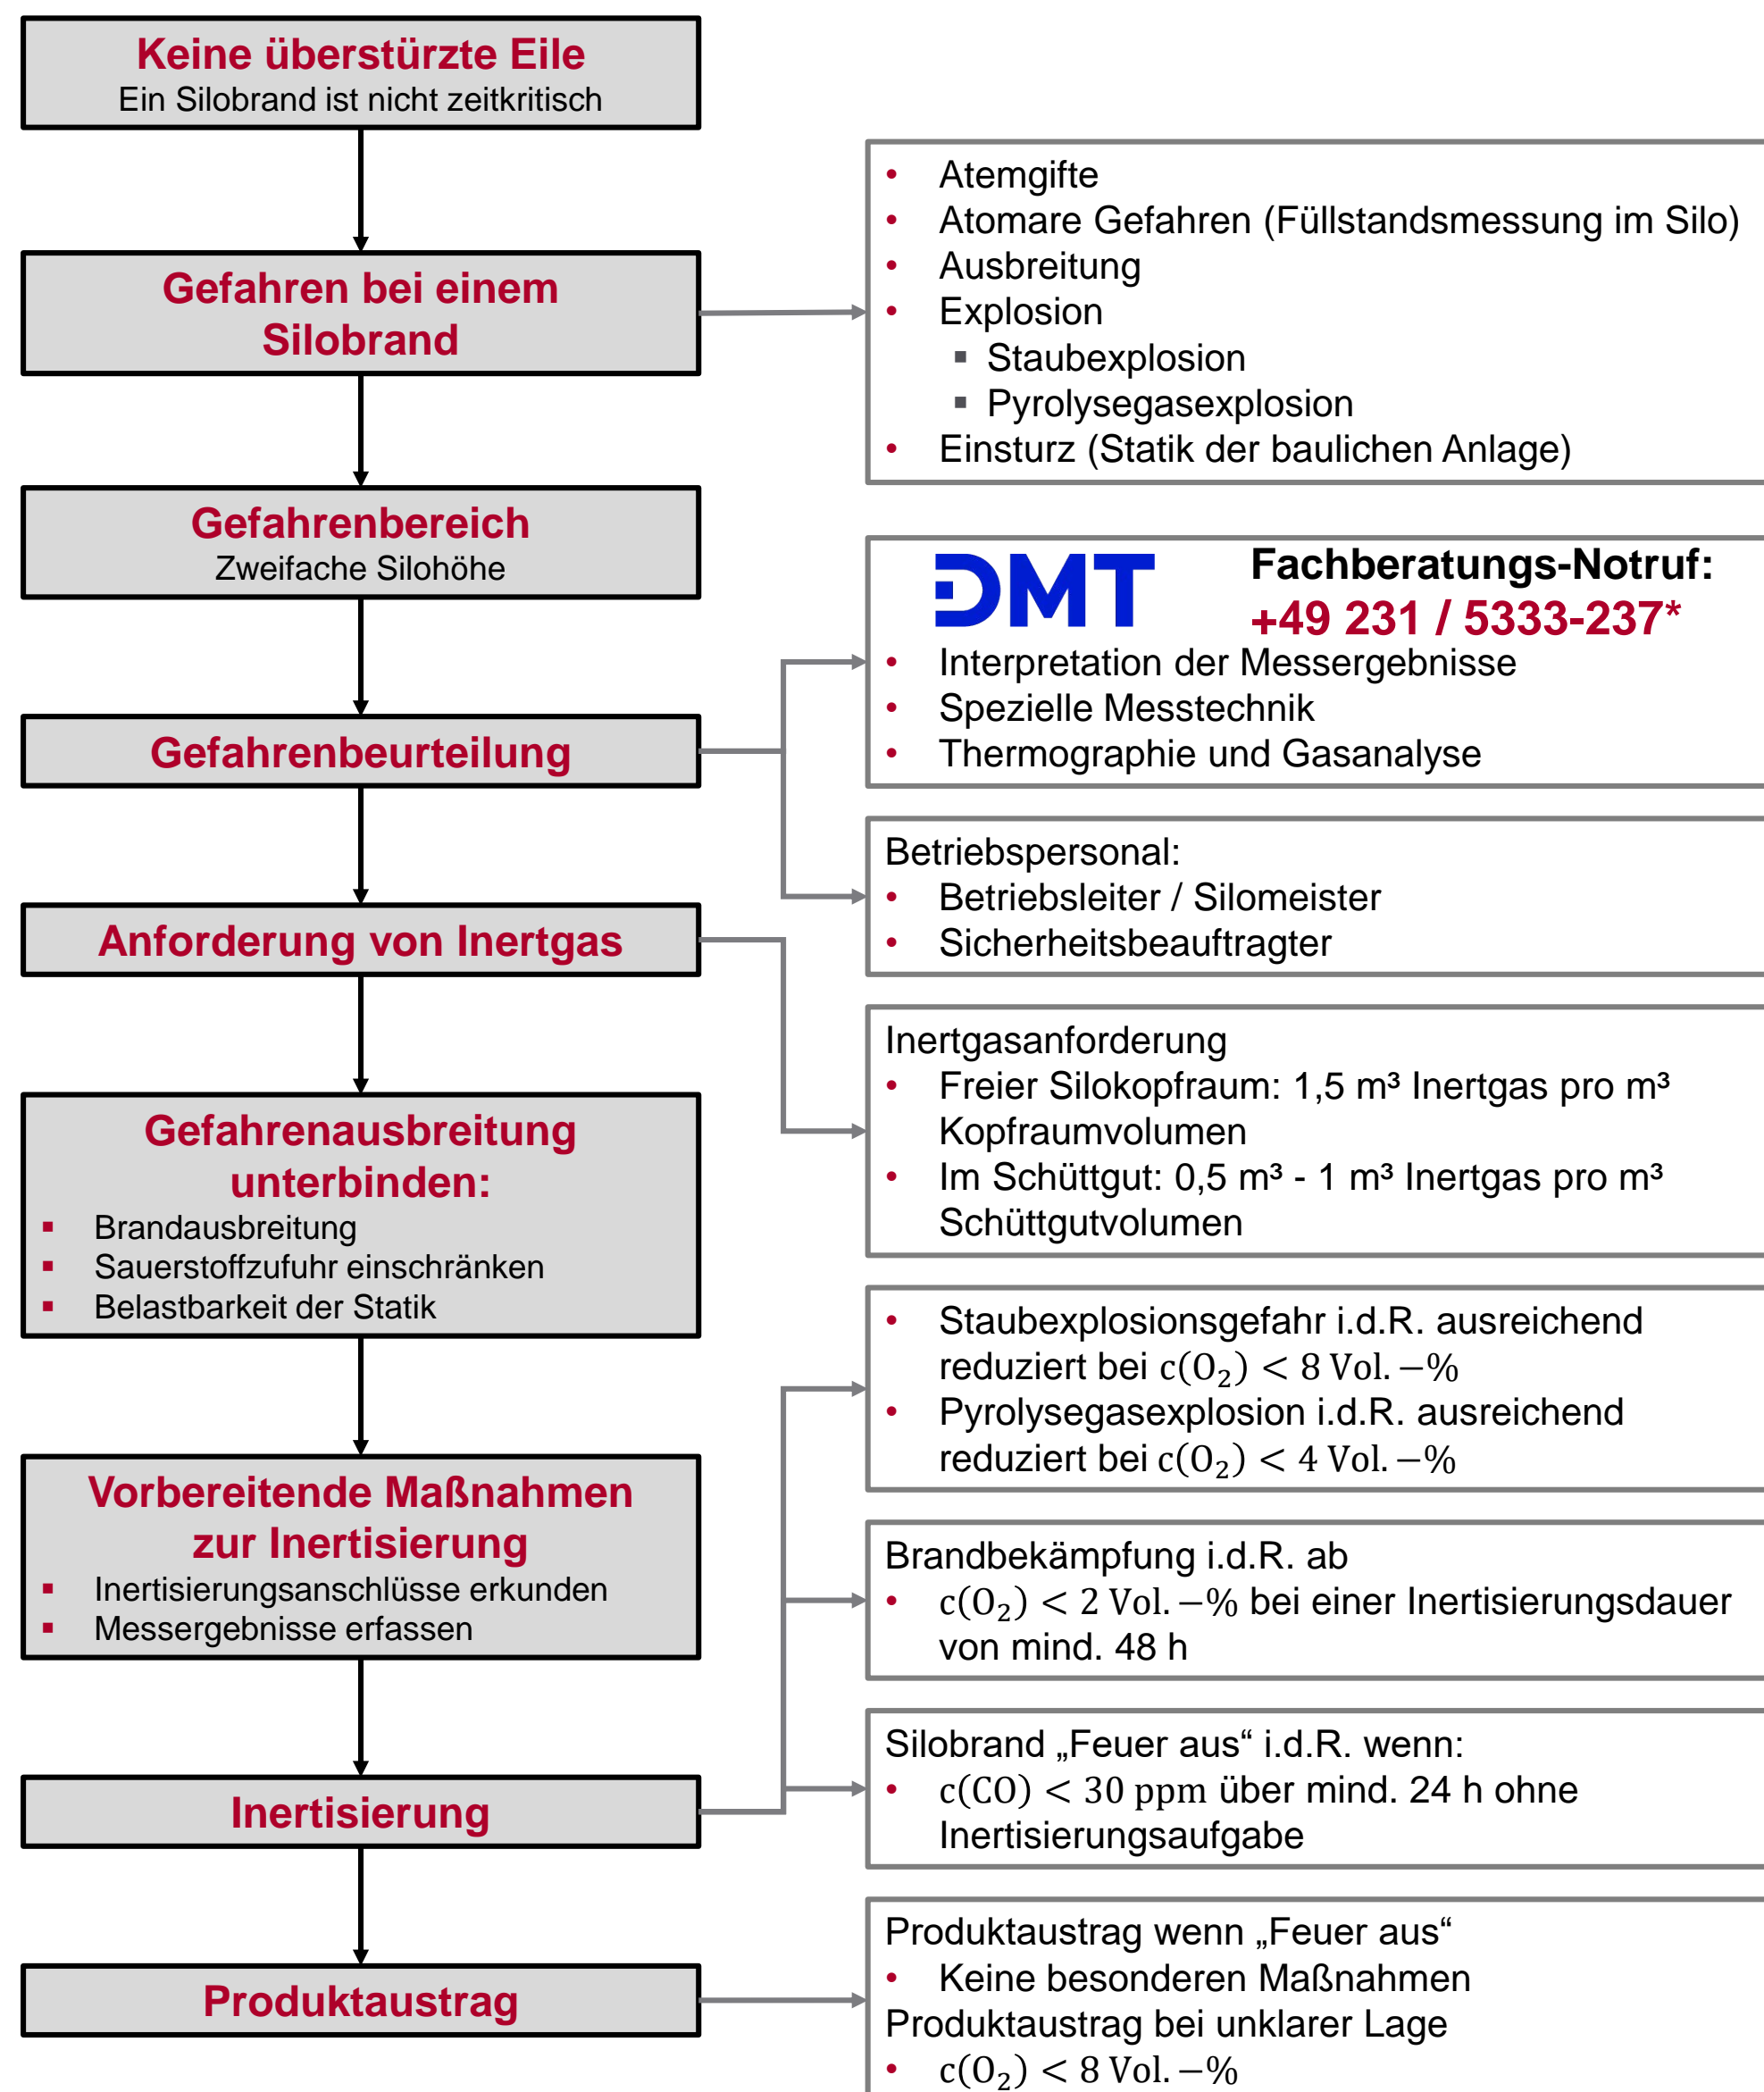 Keine überstürzte Eile
Ein Silobrand ist nicht zeitkritisch
Gefahren bei einem
Silobrand
• Atemgifte
• Atomare Gefahren (Füllstandsmessung im Silo)
• Ausbreitung
• Explosion
▪ Staubexplosion
▪ Pyrolysegasexplosion
• Einsturz (Statik der baulichen Anlage)
Gefahrenbereich
Zweifache Silohöhe
Gefahrenbeurteilung
DMT
Fachberatungs-Notruf:
+49 231 / 5333-237*
• Interpretation der Messergebnisse
• Spezielle Messtechnik
• Thermographie und Gasanalyse
Betriebspersonal:
• Betriebsleiter / Silomeister
• Sicherheitsbeauftragter
Anforderung von Inertgas
Inertgasanforderung
• Freier Silokopfraum: 1,5 m³ Inertgas pro m³
Kopfraumvolumen
• Im Schüttgut: 0,5 m³ - 1 m³ Inertgas pro m³
Schüttgutvolumen
Gefahrenausbreitung
unterbinden:
▪ Brandausbreitung
▪ Sauerstoffzufuhr einschränken
▪ Belastbarkeit der Statik
Vorbereitende Maßnahmen
zur Inertisierung
▪ Inertisierungsanschlüsse erkunden
▪ Messergebnisse erfassen
Inertisierung
• Staubexplosionsgefahr i.d.R. ausreichend
reduziert bei c(O₂) < 8 Vol. −%
• Pyrolysegasexplosion i.d.R. ausreichend
reduziert bei c(O₂) < 4 Vol. −%
Brandbekämpfung i.d.R. ab
• c(O₂) < 2 Vol. −% bei einer Inertisierungsdauer
von mind. 48 h
Silobrand „Feuer aus“ i.d.R. wenn:
• c(CO) < 30 ppm über mind. 24 h ohne
Inertisierungsaufgabe
Produktaustrag
Produktaustrag wenn „Feuer aus“
• Keine besonderen Maßnahmen
Produktaustrag bei unklarer Lage
• c(O₂) < 8 Vol. −%